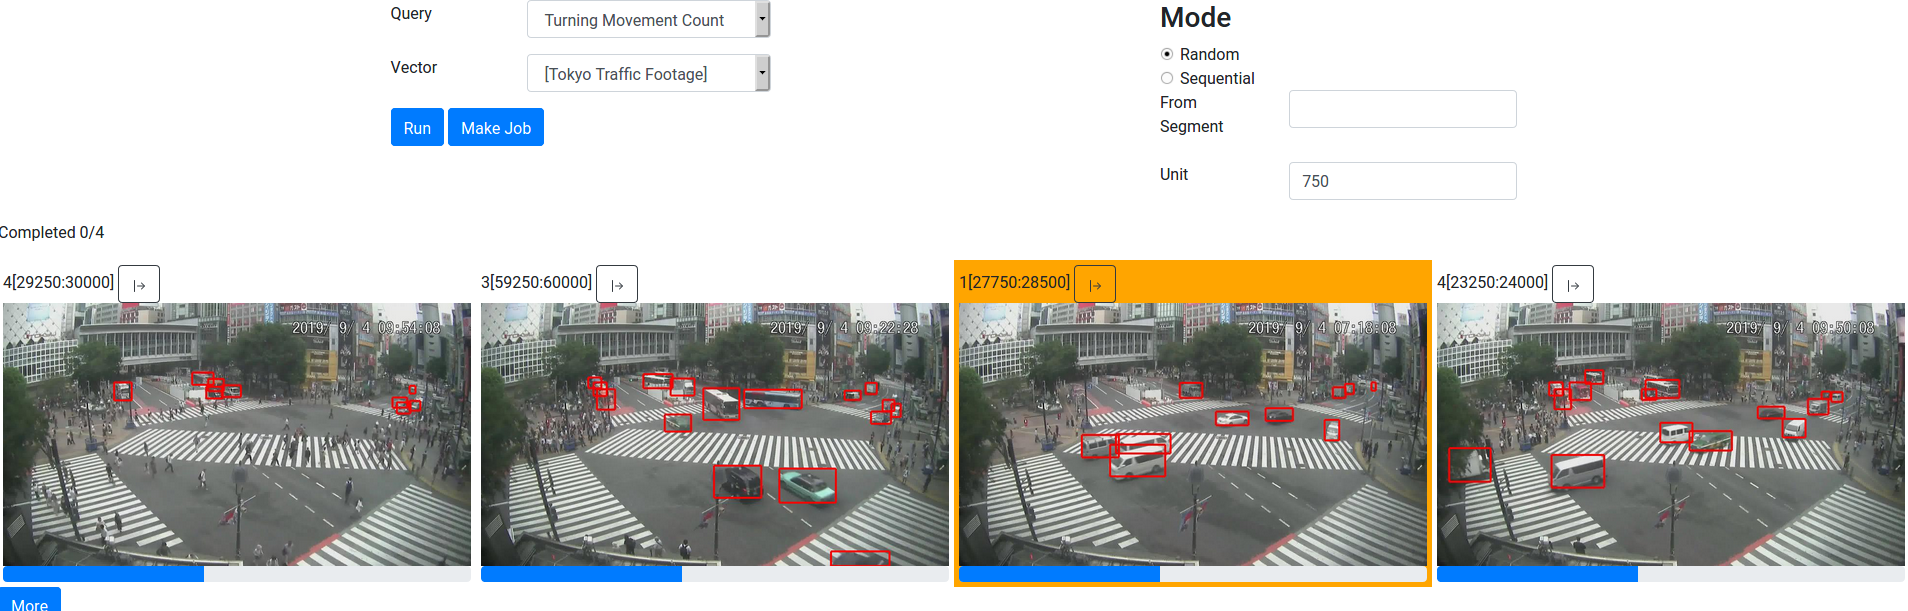 Query
Turning Movement Count
Vector
[Tokyo Traffic Footage]
Run
Make Job
Mode
Random
Sequential
From
Segment
Unit
750
Completed 0/4
4[29250:30000]
3[59250:60000]
1[27750:28500]
4[23250:24000]
2019/ 9/ 4 09:54:08
2019/ 9/ 4 09:22:28
2019/ 9/ 4 07:18:08
2019/ 9/ 4 09:50:08
More